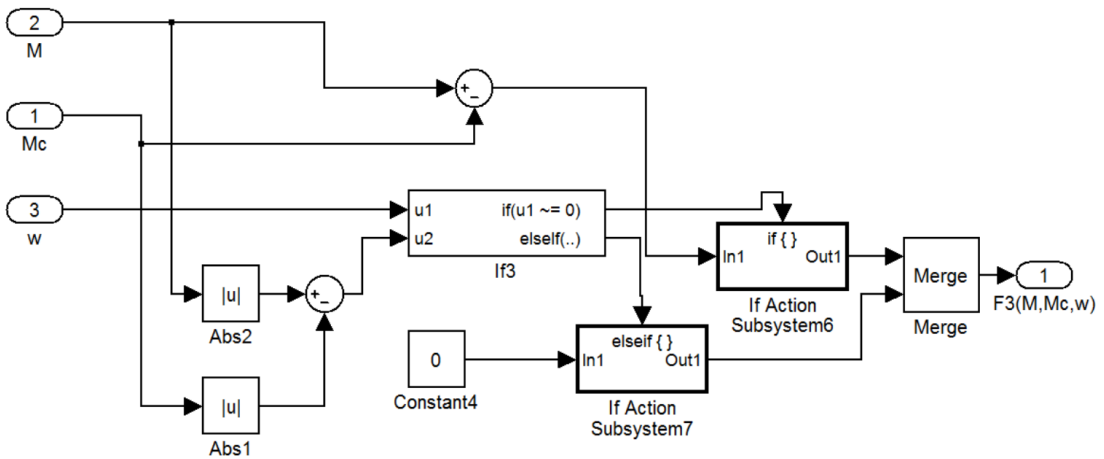 2
M
1
Mc
3
w
+
−
u1
u2
if(u1 ~= 0)
elseif(..)
If3
if { }
In1
Out1
If Action
Subsystem6
Merge
Merge
1
F3(M,Mc,w)
|u|
Abs2
+
−
0
Constant4
elseif { }
In1
Out1
If Action
Subsystem7
|u|
Abs1